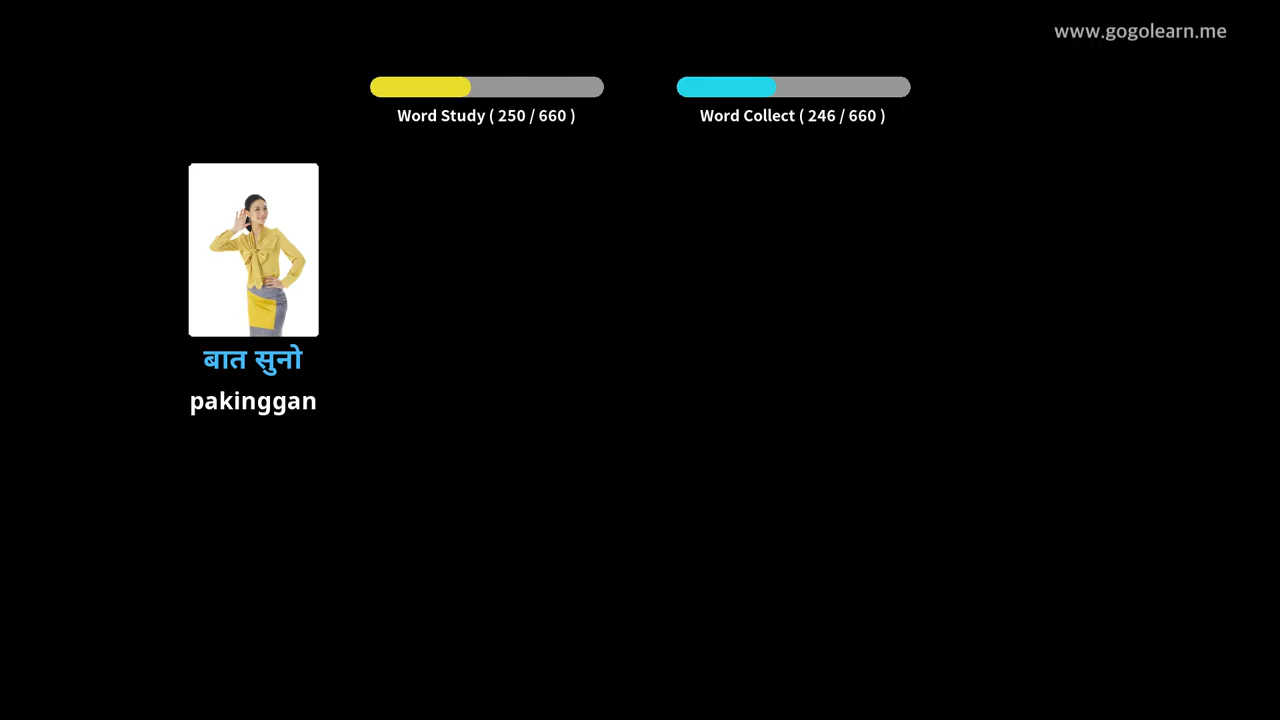 www.gogolearn.me
Word Study ( 250 / 660 )
Word Collect ( 246 / 660 )
बात सुनो
pakinggan